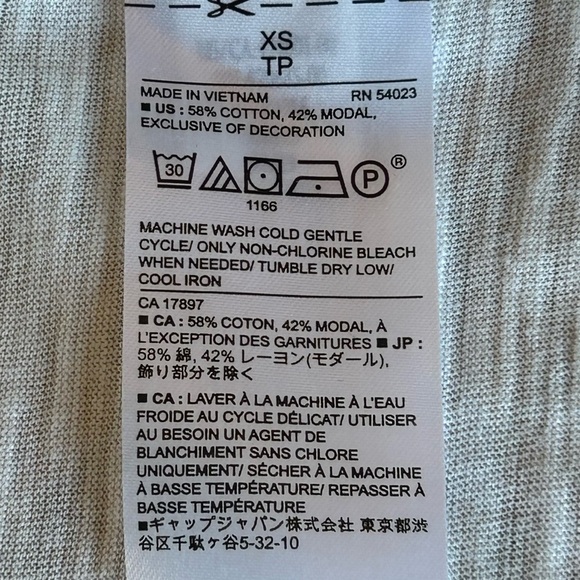 XS
TP
MADE IN VIETNAM RN 54023
■ US : 58% COTTON, 42% MODAL,
EXCLUSIVE OF DECORATION
30 P ®
1166
MACHINE WASH COLD GENTLE
CYCLE/ ONLY NON-CHLORINE BLEACH
WHEN NEEDED/ TUMBLE DRY LOW/
COOL IRON
CA 17897
■ CA : 58% COTON, 42% MODAL, À
L'EXCEPTION DES GARNITURES ■ JP :
58% 綿, 42% レーヨン(モダール),
飾り部分を除く
■ CA : LAVER À LA MACHINE À L'EAU
FROIDE AU CYCLE DÉLICAT/ UTILISER
AU BESOIN UN AGENT DE
BLANCHIMENT SANS CHLORE
UNIQUEMENT/ SÉCHER À LA MACHINE
À BASSE TEMPÉRATURE/ REPASSER À
BASSE TEMPÉRATURE
■ギャップジャパン株式会社 東京都渋
谷区千駄ヶ谷5-32-10